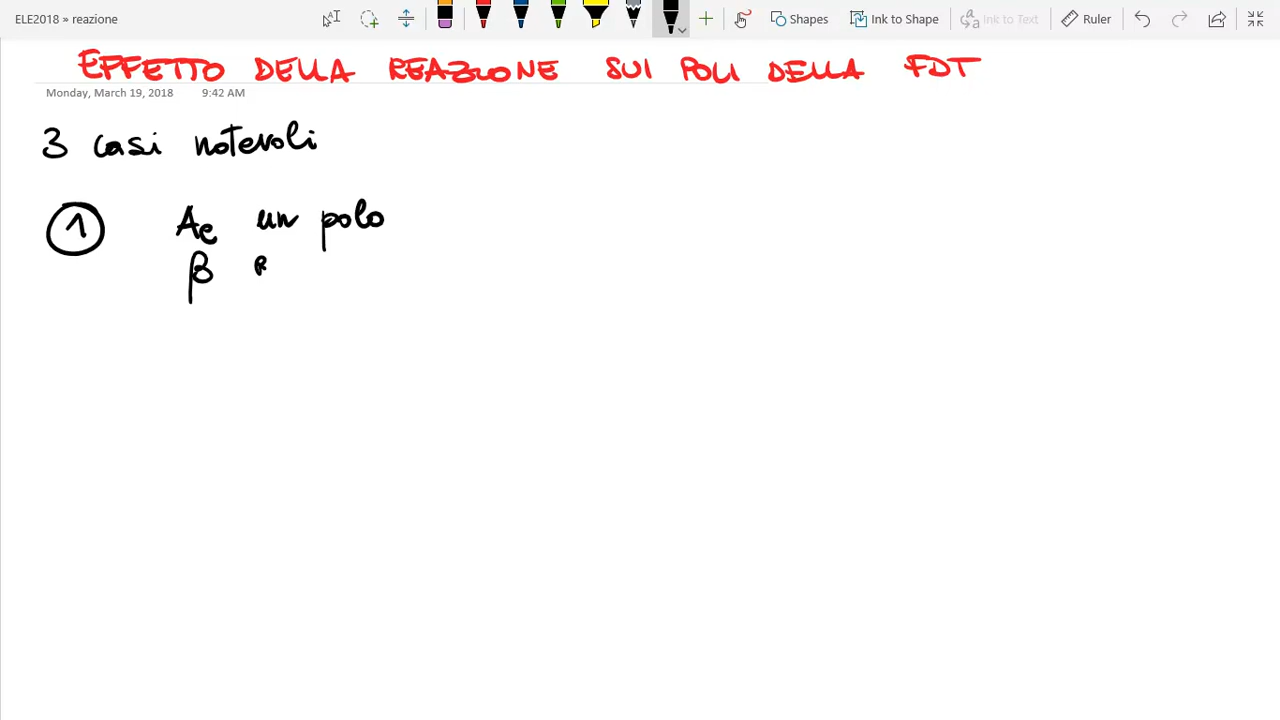 ELE2018 » reazione
Shapes
Ink to Shape
Ink to Text
Ruler
EFFETTO DELLA REAZIONE SUI POLI DELLA FDT
Monday, March 19, 2018 9:42 AM
3 casi notevoli
1 Ae un polo
β